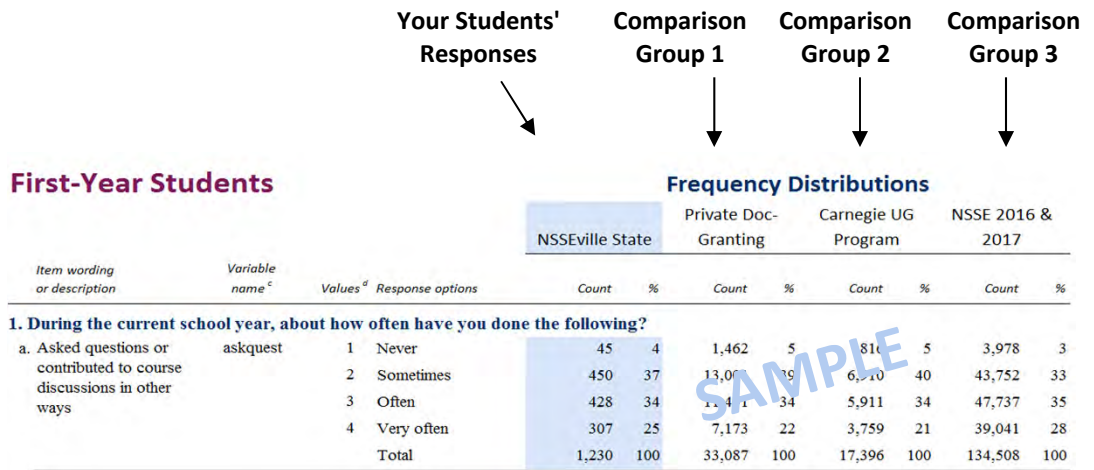 Your Students' Responses
Comparison Group 1
Comparison Group 2
Comparison Group 3
First-Year Students
Frequency Distributions
NSSEville State
Private Doc-Granting
Carnegie UG Program
NSSE 2016 & 2017
Item wording or description
Variable name c
Values d Response options Count % Count % Count % Count %
1. During the current school year, about how often have you done the following?
a. Asked questions or contributed to course discussions in other ways
askquest
1 Never 45 4 1,462 5 5 3,978 3
2 Sometimes 450 37 40 43,752 33
3 Often 428 34 34 5,911 34 47,737 35
4 Very often 307 25 7,173 22 3,759 21 39,041 28
Total 1,230 100 33,087 100 17,396 100 134,508 100
SAMPLE